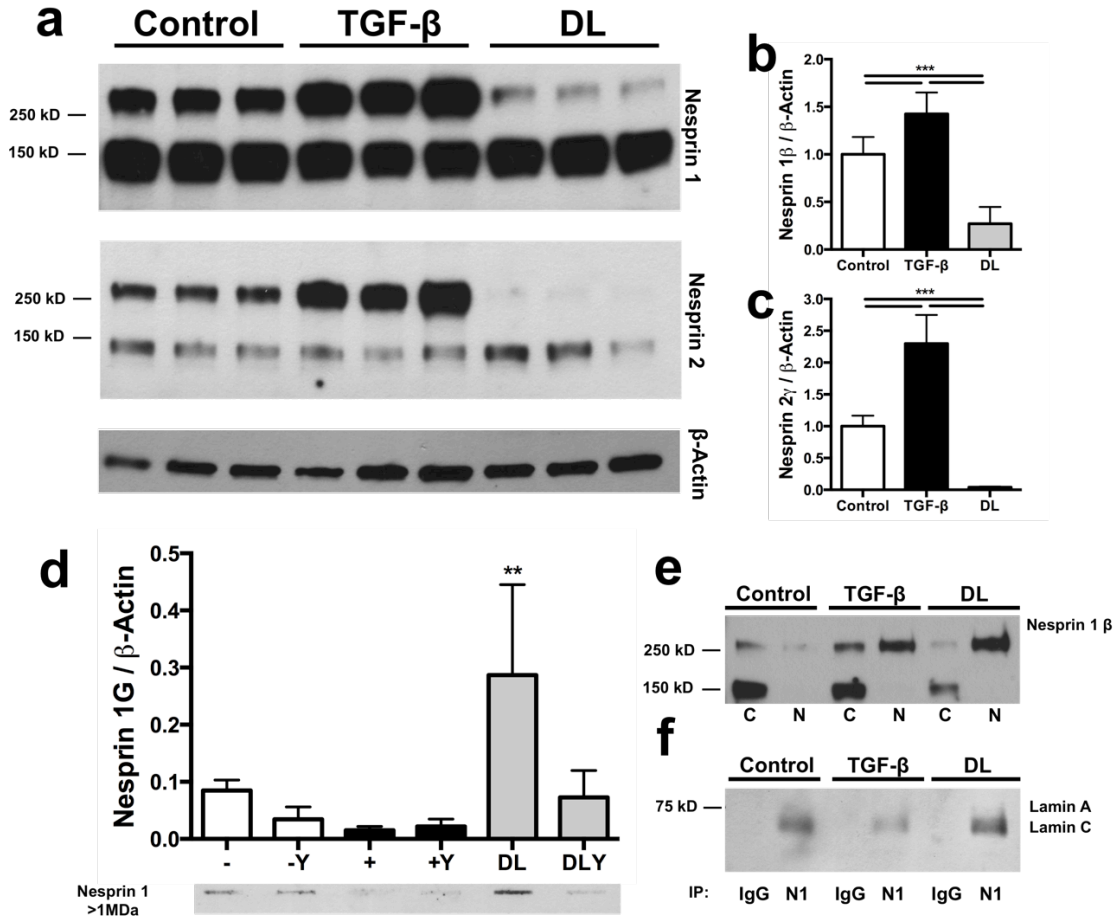 a
Control TGF-β DL
250 kD
150 kD
Nesprin 1
250 kD
150 kD
Nesprin 2
β-Actin
b
Nesprin 1β / β-Actin
2.0
1.5
1.0
0.5
0.0
***
Control TGF-β DL
c
Nesprin 2γ / β-Actin
3.0
2.5
2.0
1.5
1.0
0.5
0.0
***
Control TGF-β DL
d
Nesprin 1G / β-Actin
0.5
0.4
0.3
0.2
0.1
0.0
**
- -Y + +Y DL DLY
Nesprin 1
>1MDa
e
Control TGF-β DL
Nesprin 1 β
250 kD
150 kD
C N C N C N
f
Control TGF-β DL
75 kD
Lamin A
Lamin C
IP: IgG N1 IgG N1 IgG N1